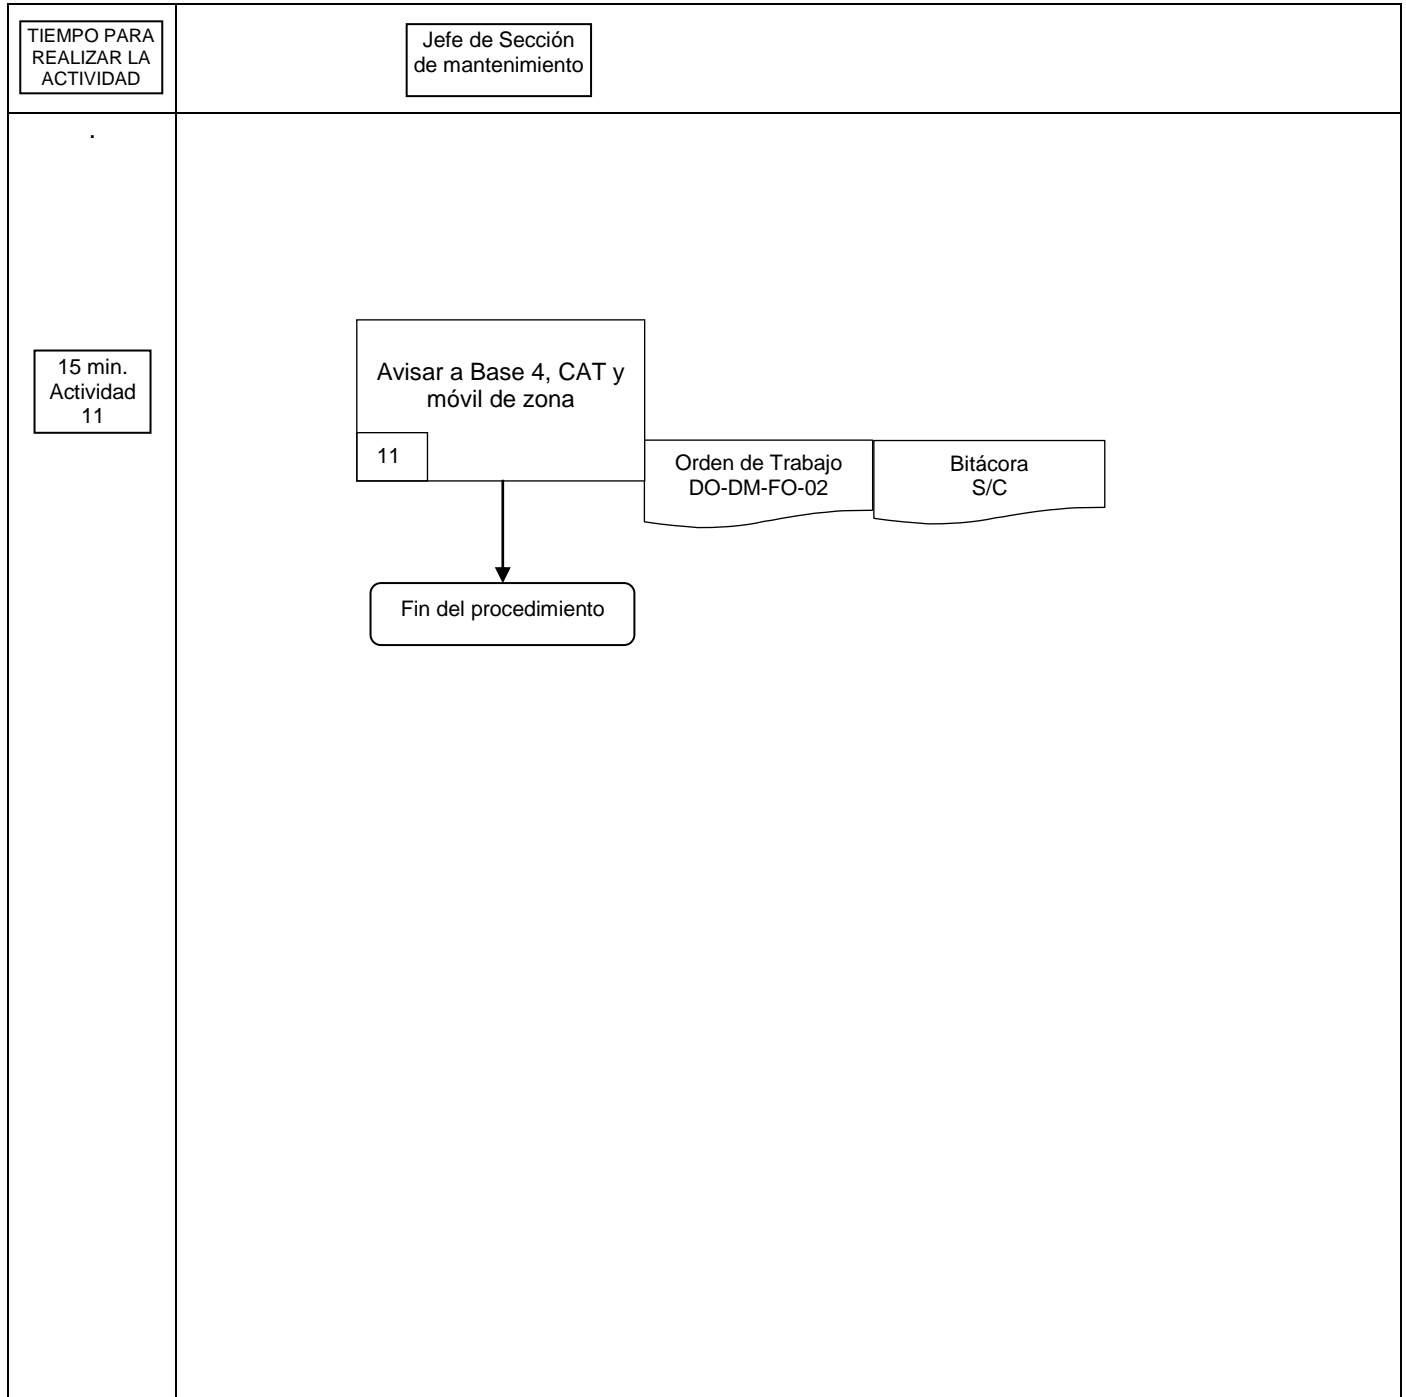 TIEMPO PARA
REALIZAR LA
ACTIVIDAD
Jefe de Sección
de mantenimiento
.
15 min.
Actividad
11
Avisar a Base 4, CAT y
móvil de zona
11
Orden de Trabajo
DO-DM-FO-02
Bitácora
S/C
Fin del procedimiento